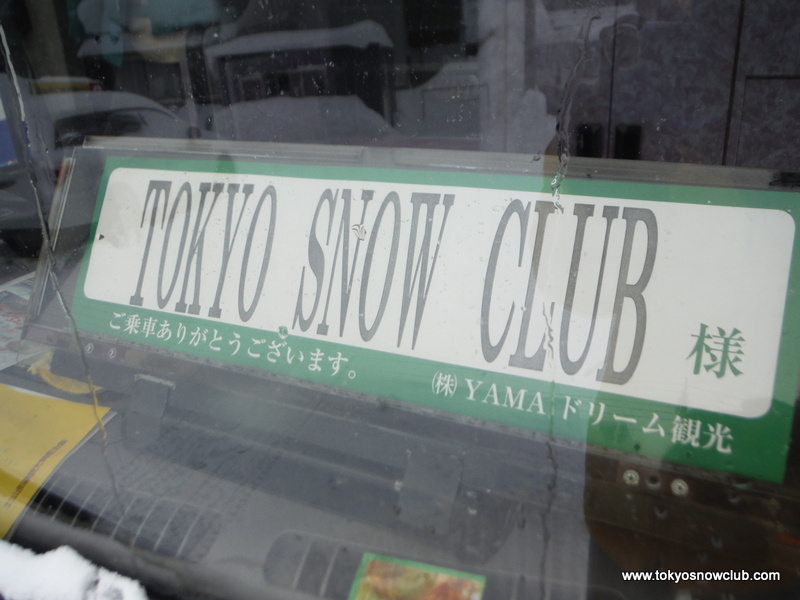 TOKYO SNOW CLUB 様
ご乗車ありがとうございます。
㈱ YAMA ドリーム観光
www.tokyosnowclub.com